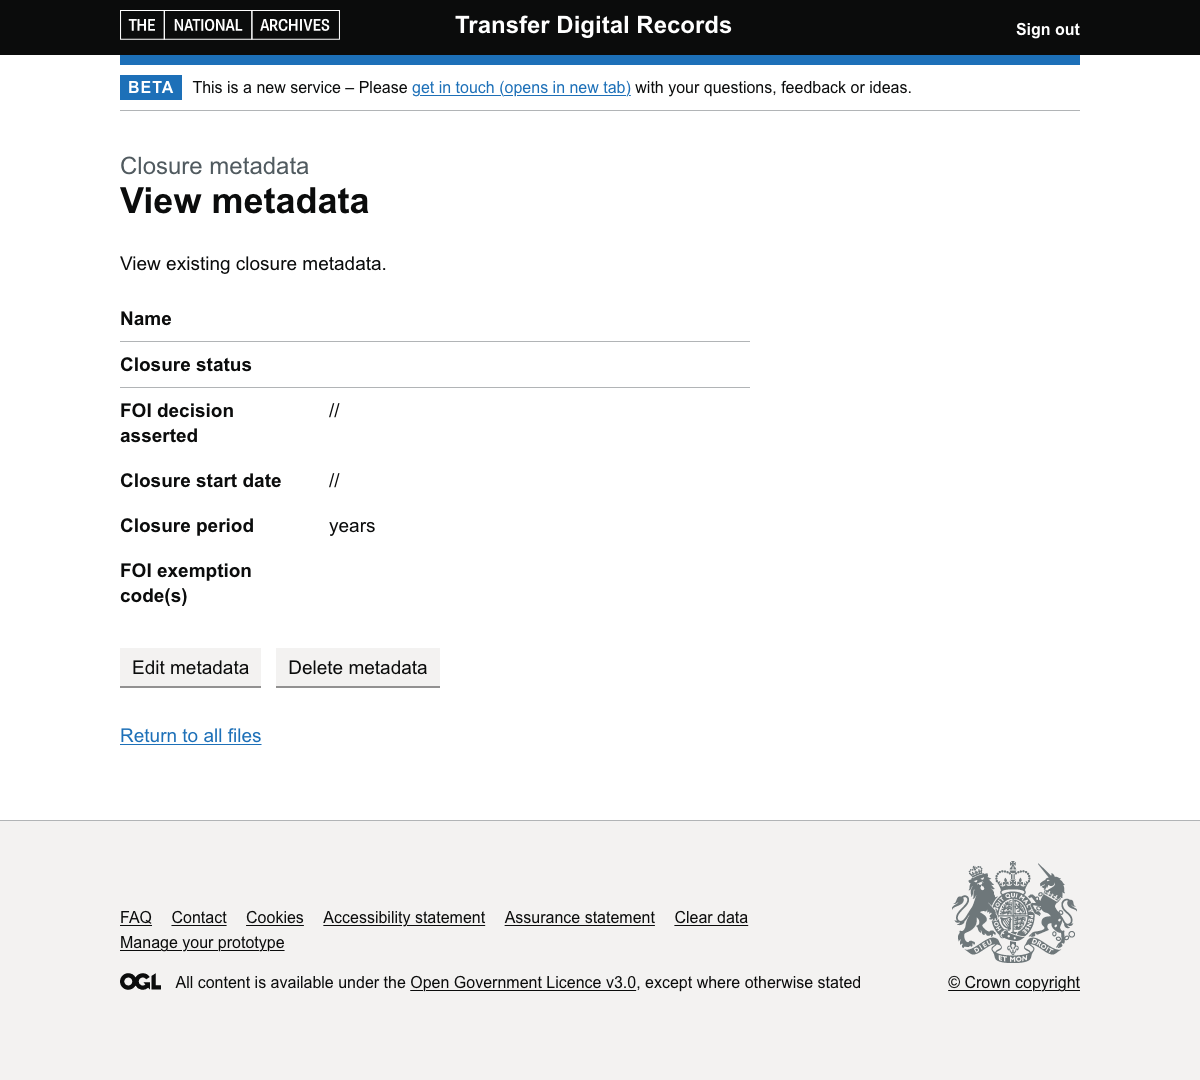 THE NATIONAL ARCHIVES
Transfer Digital Records
Sign out
BETA This is a new service – Please get in touch (opens in new tab) with your questions, feedback or ideas.
Closure metadata
View metadata
View existing closure metadata.
Name
Closure status
FOI decision asserted //
Closure start date //
Closure period years
FOI exemption code(s)
Edit metadata Delete metadata
Return to all files
FAQ Contact Cookies Accessibility statement Assurance statement Clear data
Manage your prototype
OGL All content is available under the Open Government Licence v3.0, except where otherwise stated
DIEU ET MON DROIT
© Crown copyright